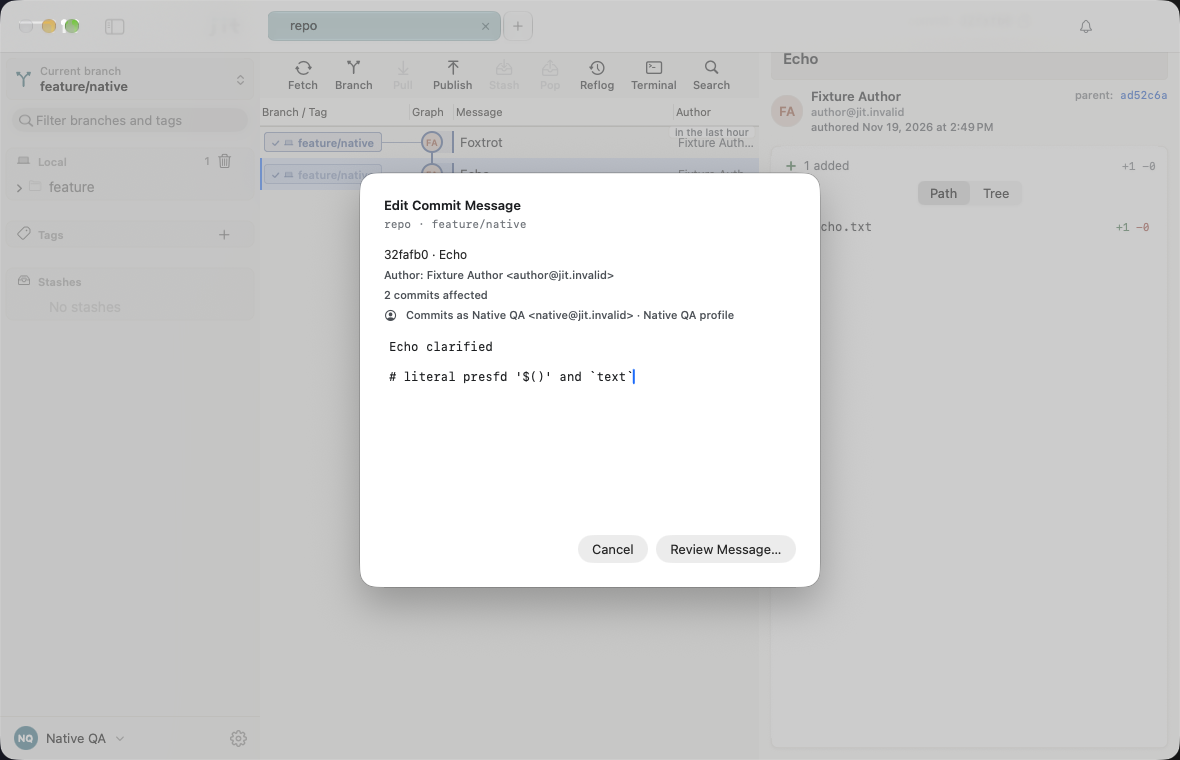 repo
Current branch
feature/native
Filter branches and tags
Local 1
feature
Tags
Stashes
No stashes
Native QA
NQ
Fetch
Branch
Pull
Publish
Stash
Pop
Reflog
Terminal
Search
Branch / Tag
Graph
Message
Author
In the last hour
feature/native
FA
Foxtrot
Fixture Auth…
feature/native
Edit Commit Message
repo · feature/native
32fafb0 · Echo
Author: Fixture Author <author@jit.invalid>
2 commits affected
Commits as Native QA <native@jit.invalid> · Native QA profile
Echo clarified
# literal presfd '$()' and `text`
Cancel
Review Message…
Echo
FA
Fixture Author
author@jit.invalid
authored Nov 19, 2026 at 2:49 PM
parent: ad52c6a
1 added
+1 −0
Path
Tree
cho.txt
+1 −0